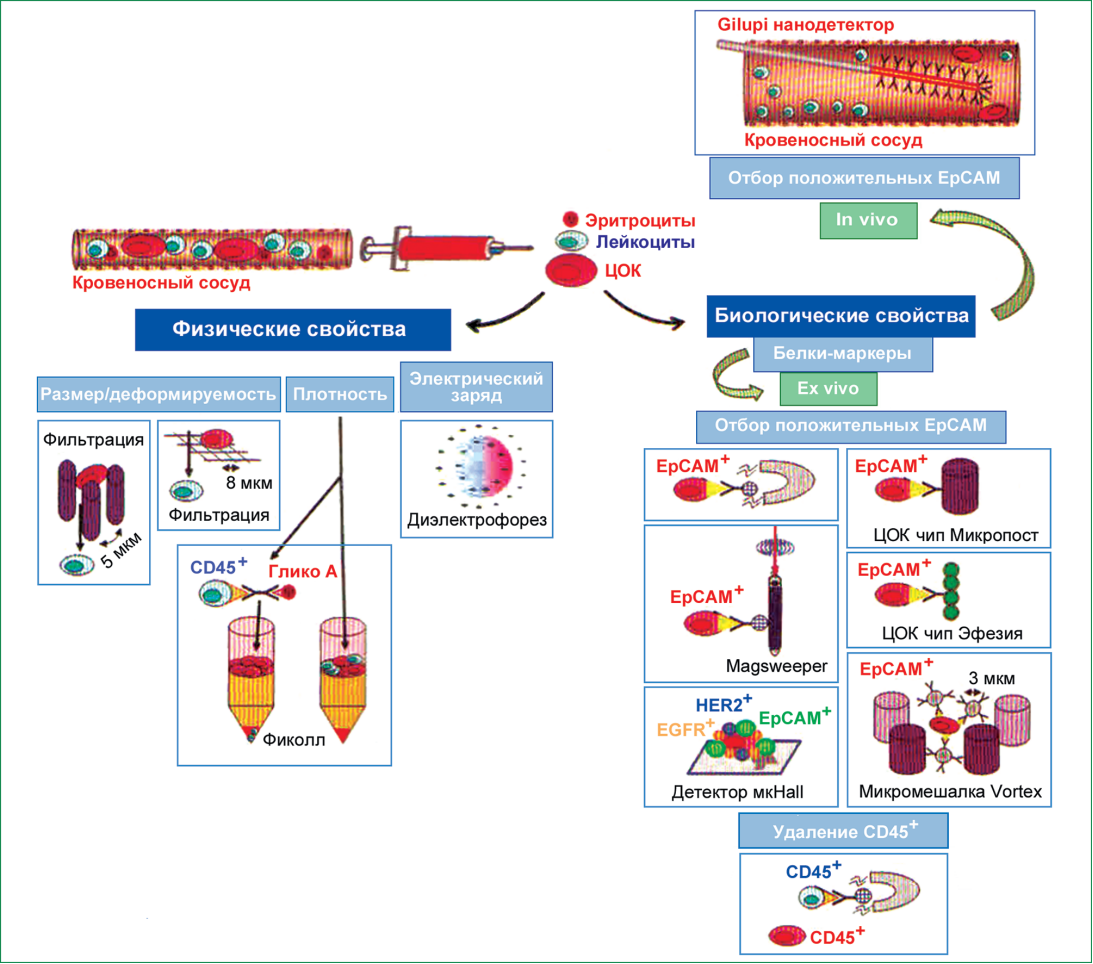 Gilupi нанодетектор
Кровеносный сосуд
Отбор положительных EpCAM
In vivo
Эритроциты
Лейкоциты
ЦОК
Кровеносный сосуд
Физические свойства
Биологические свойства
Белки-маркеры
Ex vivo
Отбор положительных EpCAM
Размер/деформируемость
Плотность
Электрический
заряд
Фильтрация
5 мкм
8 мкм
Фильтрация
Диэлектрофорез
CD45+
Глико А
Фиколл
EpCAM+
EpCAM+
ЦОК чип Микропост
EpCAM+
Magsweeper
EpCAM+
ЦОК чип Эфезия
HER2+
EGFR+
EpCAM+
Детектор мкHall
EpCAM+
3 мкм
Микромешалка Vortex
Удаление CD45+
CD45+
CD45+